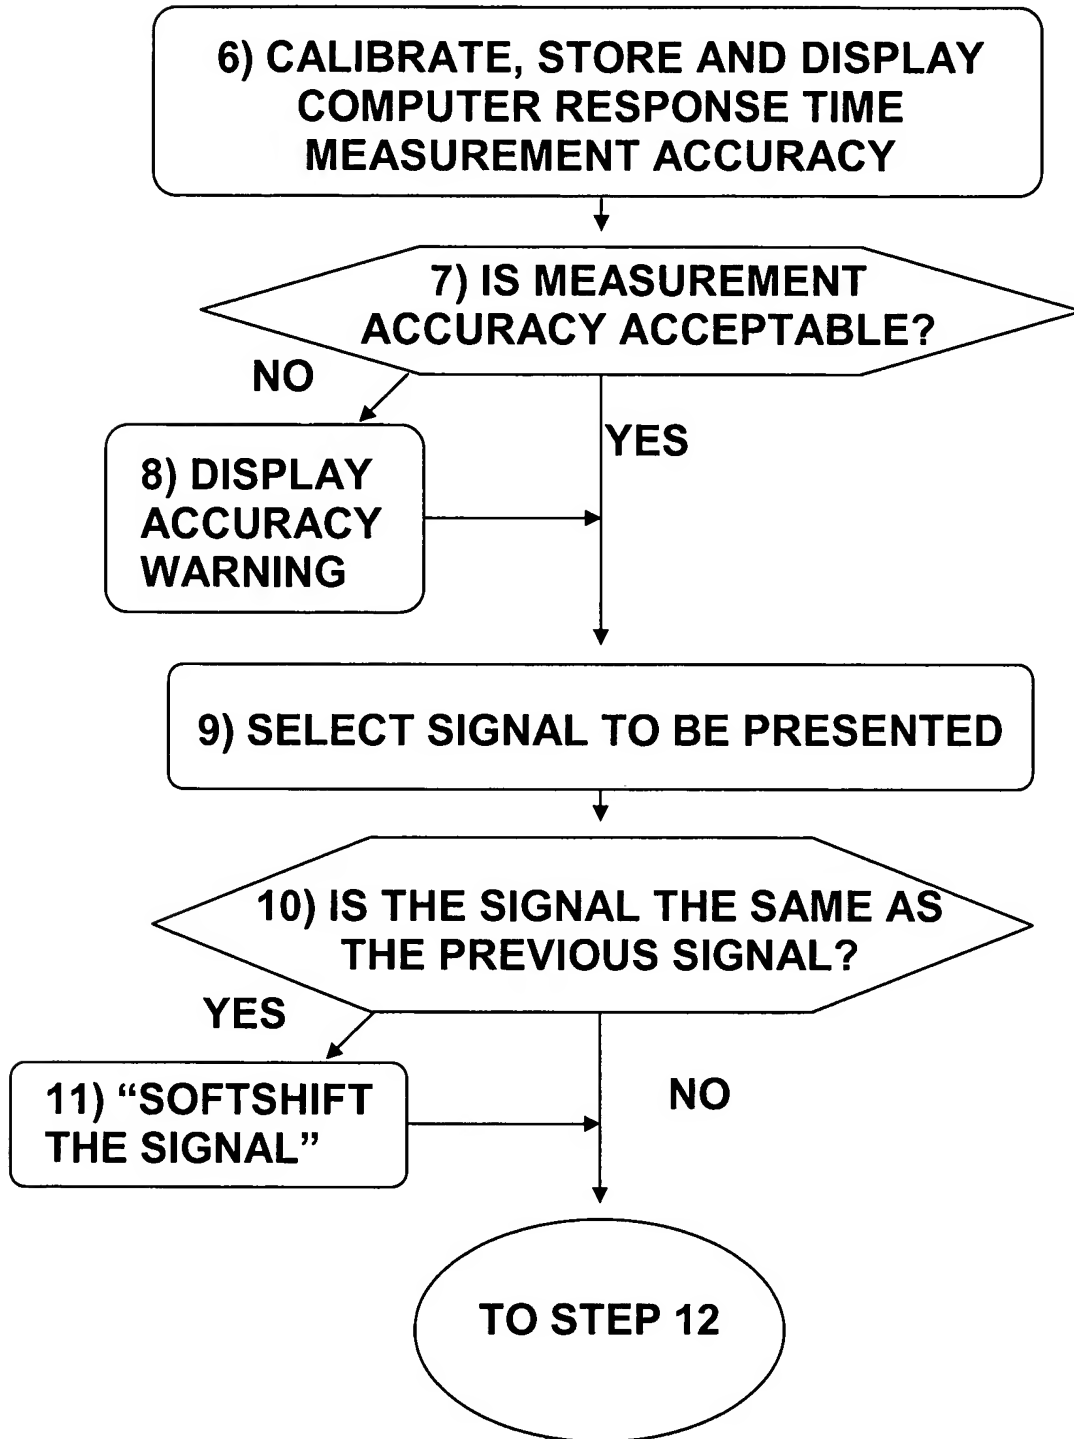 6) CALIBRATE, STORE AND DISPLAY
COMPUTER RESPONSE TIME
MEASUREMENT ACCURACY
7) IS MEASUREMENT
ACCURACY ACCEPTABLE?
NO
YES
8) DISPLAY
ACCURACY
WARNING
9) SELECT SIGNAL TO BE PRESENTED
10) IS THE SIGNAL THE SAME AS
THE PREVIOUS SIGNAL?
YES
NO
11) “SOFTSHIFT
THE SIGNAL”
TO STEP 12